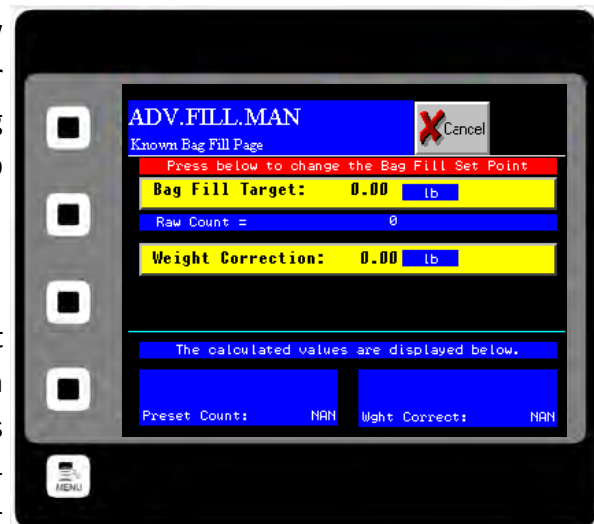 ADV.FILL.MAN
Cancel
Known Bag Fill Page
Press below to change the Bag Fill Set Point
Bag Fill Target: 0.00 lb
Raw Count = 0
Weight Correction: 0.00 lb
The calculated values are displayed below.
Preset Count: NAN
Wght Correct: NAN
MENU